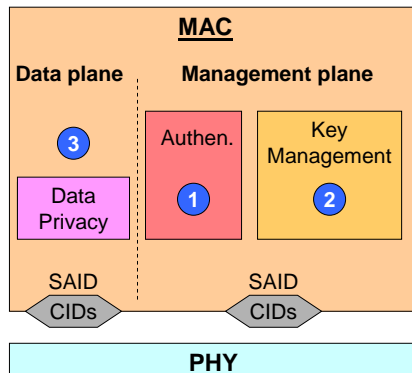 MAC
Data plane
Management plane
3
Data
Privacy
Authen.
1
Key
Management
2
SAID
CIDs
SAID
CIDs
PHY